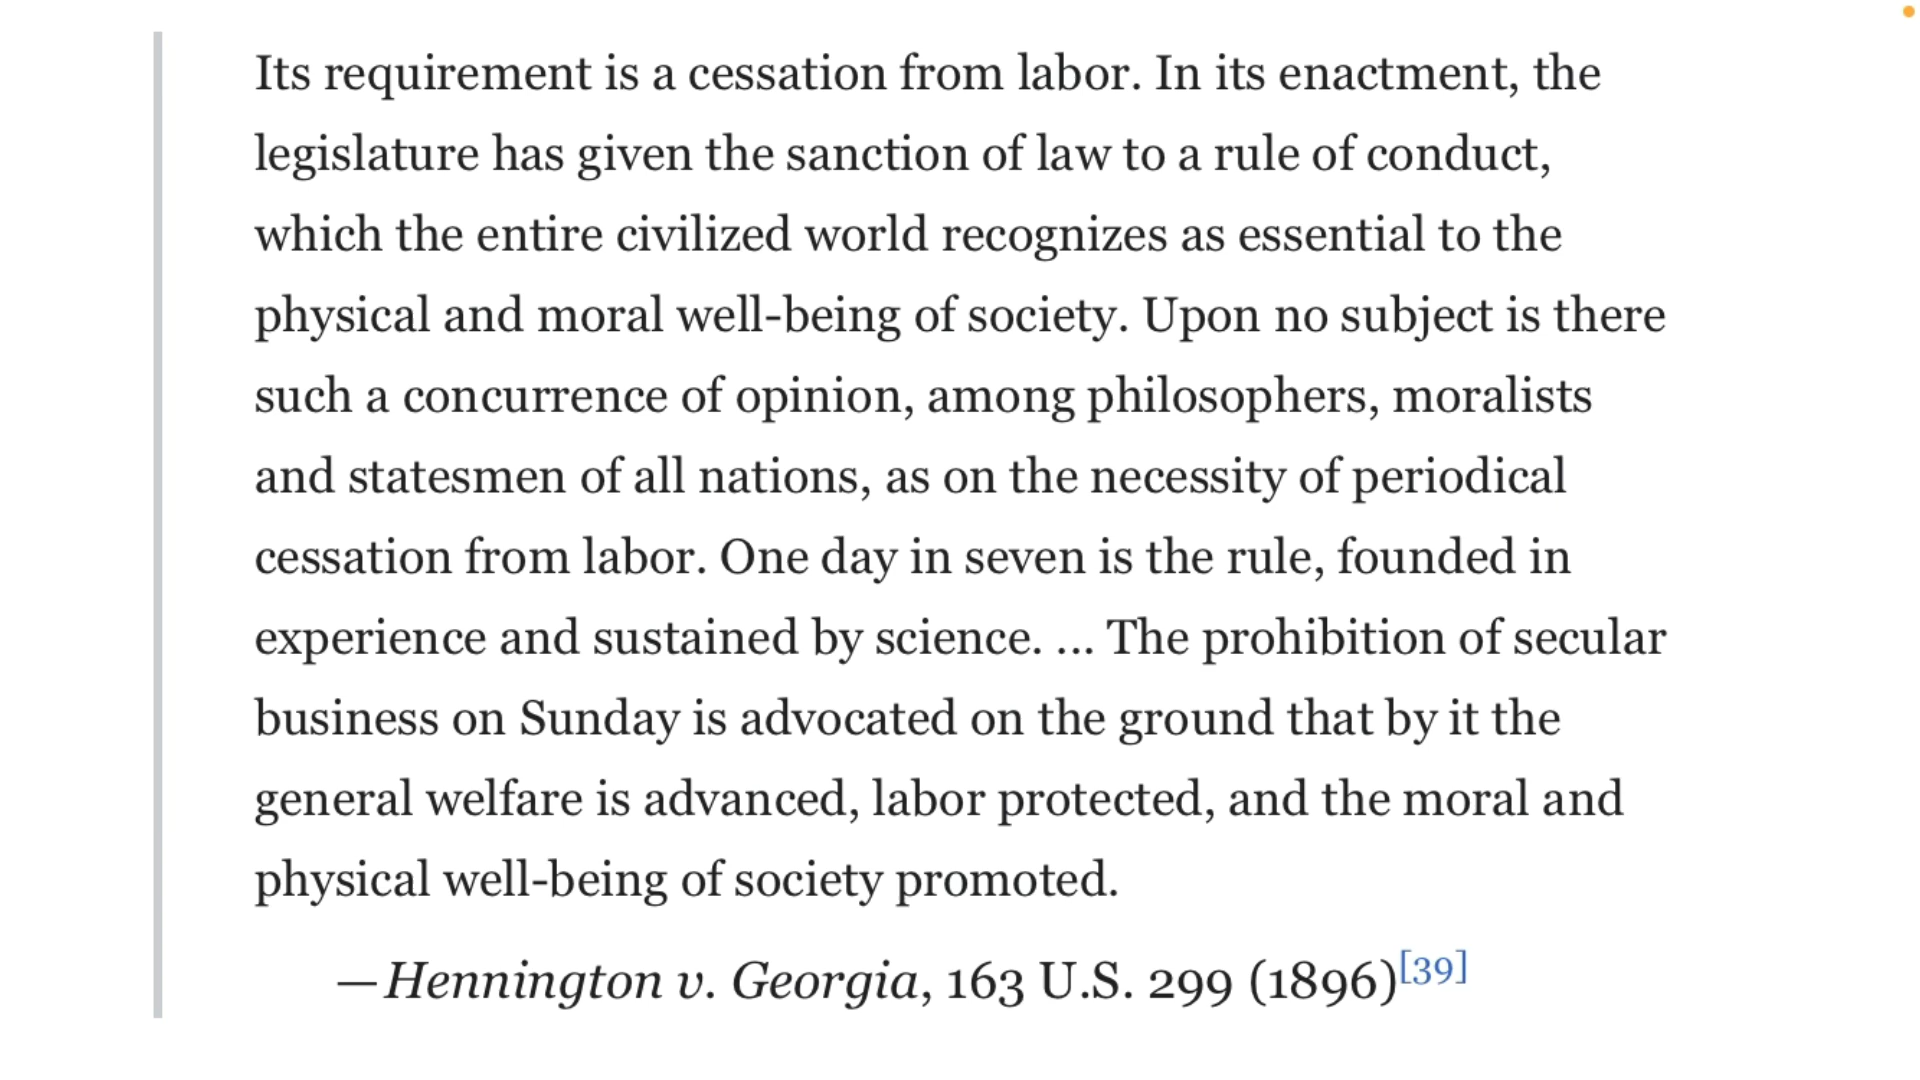 Its requirement is a cessation from labor. In its enactment, the
legislature has given the sanction of law to a rule of conduct,
which the entire civilized world recognizes as essential to the
physical and moral well-being of society. Upon no subject is there
such a concurrence of opinion, among philosophers, moralists
and statesmen of all nations, as on the necessity of periodical
cessation from labor. One day in seven is the rule, founded in
experience and sustained by science. ... The prohibition of secular
business on Sunday is advocated on the ground that by it the
general welfare is advanced, labor protected, and the moral and
physical well-being of society promoted.
—Hennington v. Georgia, 163 U.S. 299 (1896)[39]